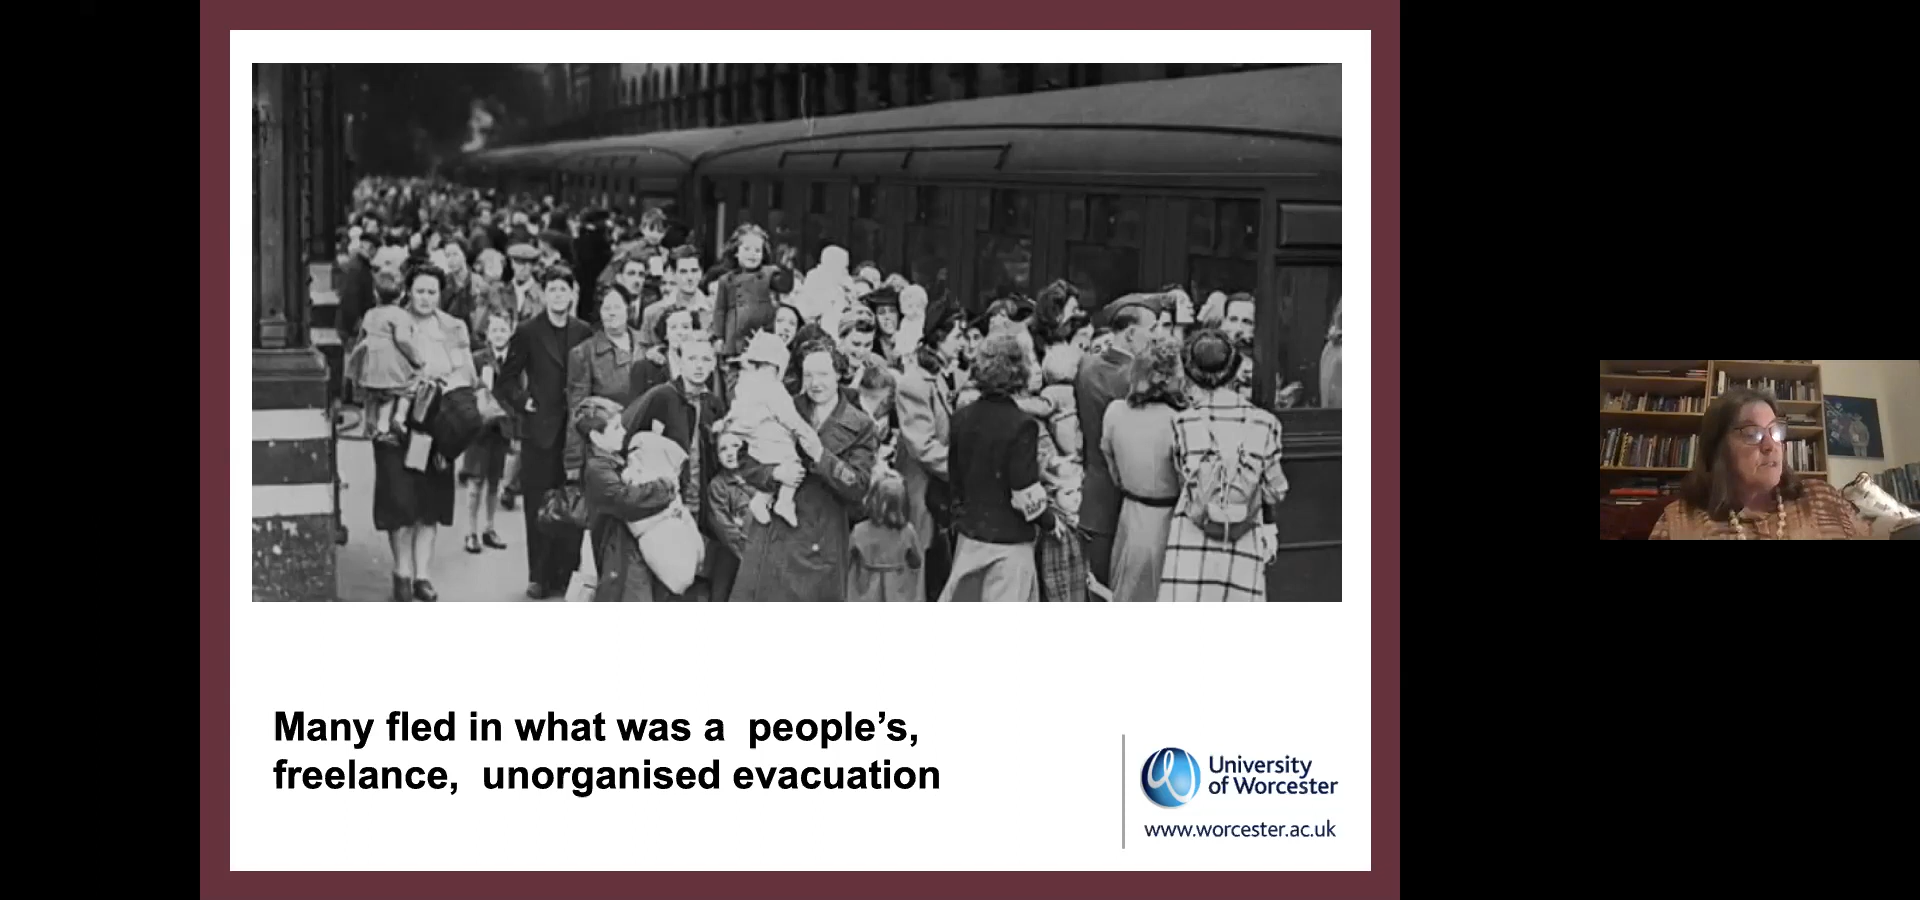 Many fled in what was a  people’s,
freelance,  unorganised evacuation
University
of Worcester
www.worcester.ac.uk